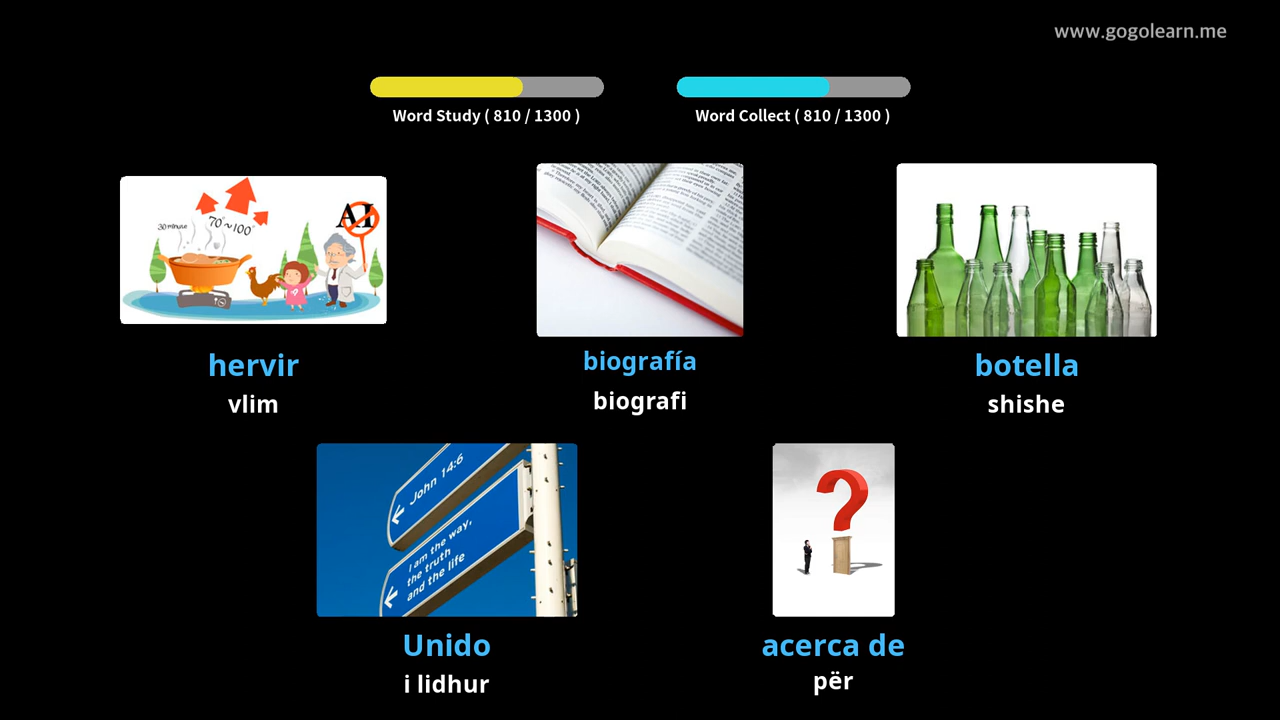 www.gogolearn.me
Word Study ( 810 / 1300 )
Word Collect ( 810 / 1300 )
30 minute
70°~100°
AI
hervir
vlim
biografía
biografi
botella
shishe
John 14:6
I am the way,
the truth
and the life
Unido
i lidhur
?
acerca de
për